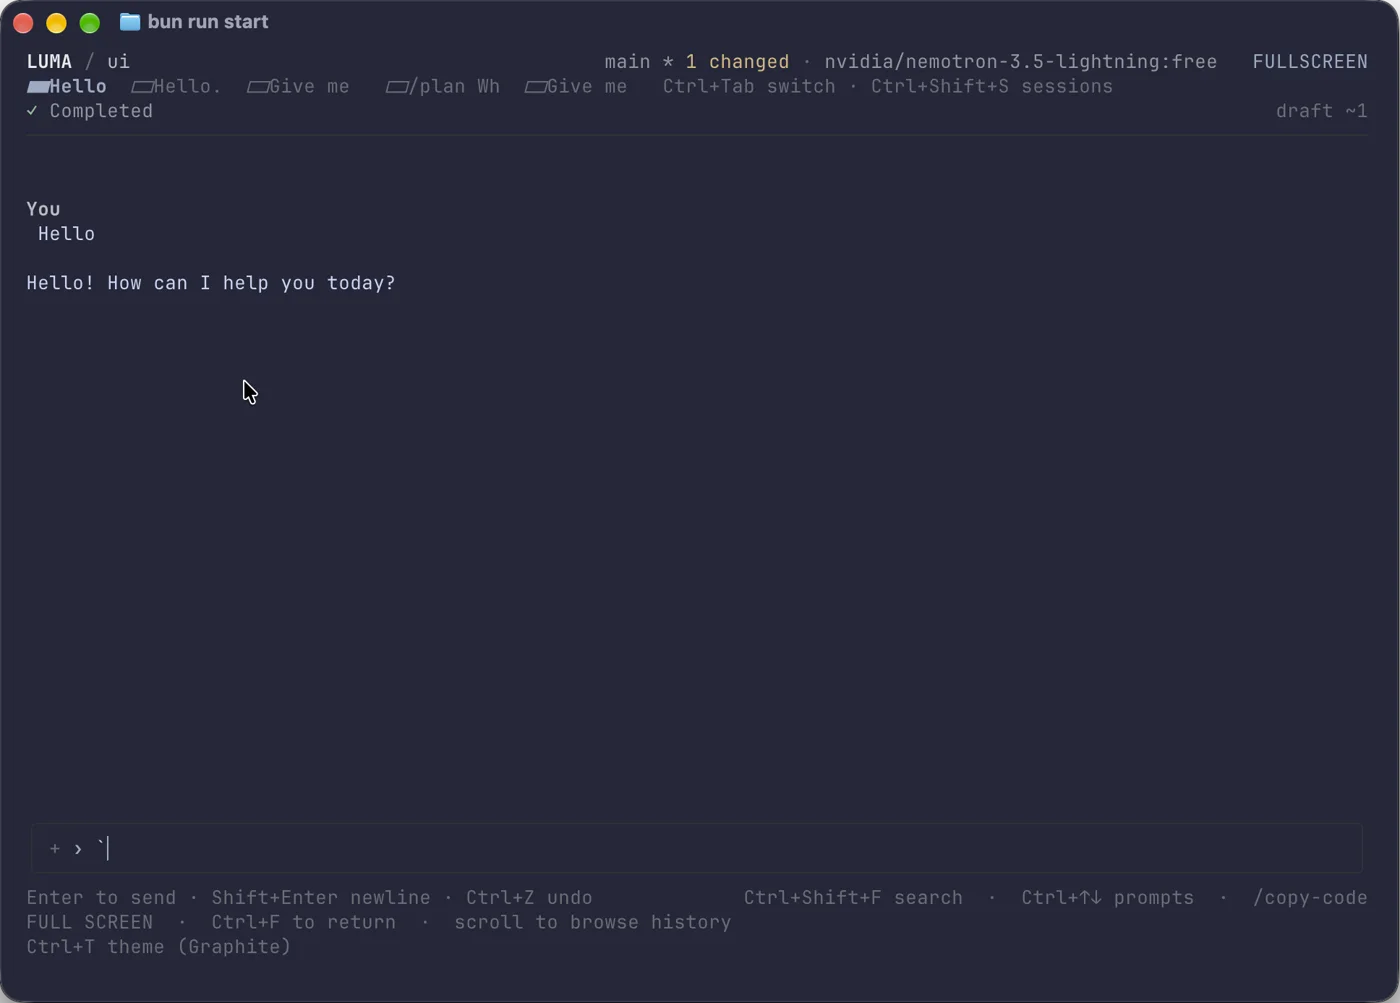 bun run start
LUMA / ui main * 1 changed · nvidia/nemotron-3.5-lightning:free FULLSCREEN
▰Hello ▱Hello. ▱Give me ▱/plan Wh ▱Give me Ctrl+Tab switch · Ctrl+Shift+S sessions
✓ Completed draft ~1
You
Hello
Hello! How can I help you today?
+ › `
Enter to send · Shift+Enter newline · Ctrl+Z undo Ctrl+Shift+F search · Ctrl+↑↓ prompts · /copy-code
FULL SCREEN · Ctrl+F to return · scroll to browse history
Ctrl+T theme (Graphite)